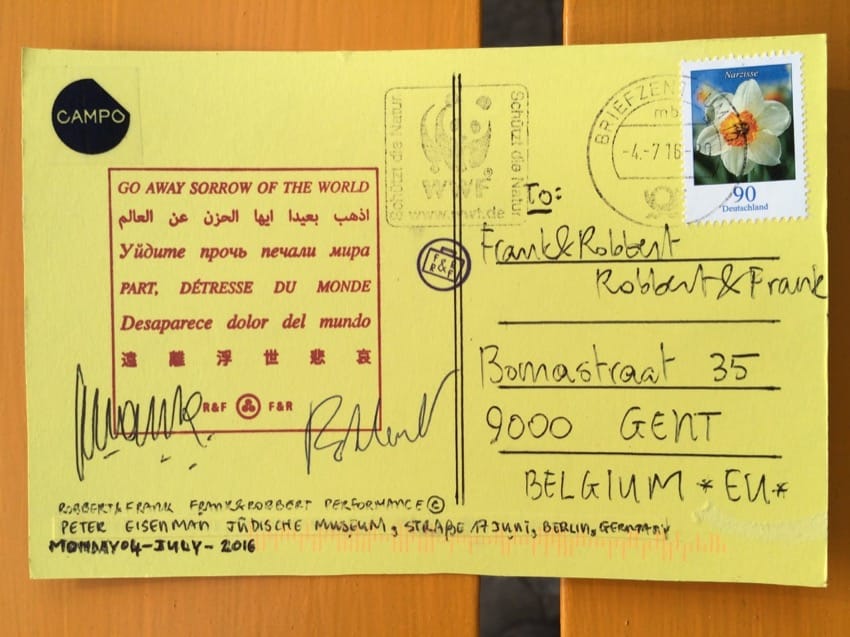 CAMPO
GO AWAY SORROW OF THE WORLD
اذهب بعيدا ايها الحزن عن العالم
Уйдите прочь печали мира
PART, DÉTRESSE DU MONDE
Desaparece dolor del mundo
遠離浮世悲哀
R&F F&R
ROBBERT&FRANK FRANK&ROBBERT PERFORMANCE ©
PETER EISENMAN JÜDISCHE MUSEUM, STRAßE 17 JUNI, BERLIN, GERMANY
MONDAY 04-JULY-2016
Schützt die Natur
WWF®
www.wwf.de
Schützt die Natur
F&R
R&F
BRIEFZENTRUM
mb
-4.-7.16-20
Narzisse
90
Deutschland
To:
Frank&Robbert
Robbert&Frank
Bomastraat 35
9000 GENT
BELGIUM *EU*